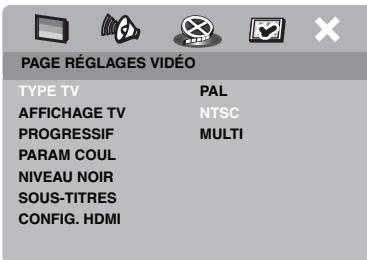 PAGE RÉGLAGES VIDÉO
TYPE TV PAL
AFFICHAGE TV NTSC
PROGRESSIF MULTI
PARAM COUL
NIVEAU NOIR
SOUS-TITRES
CONFIG. HDMI